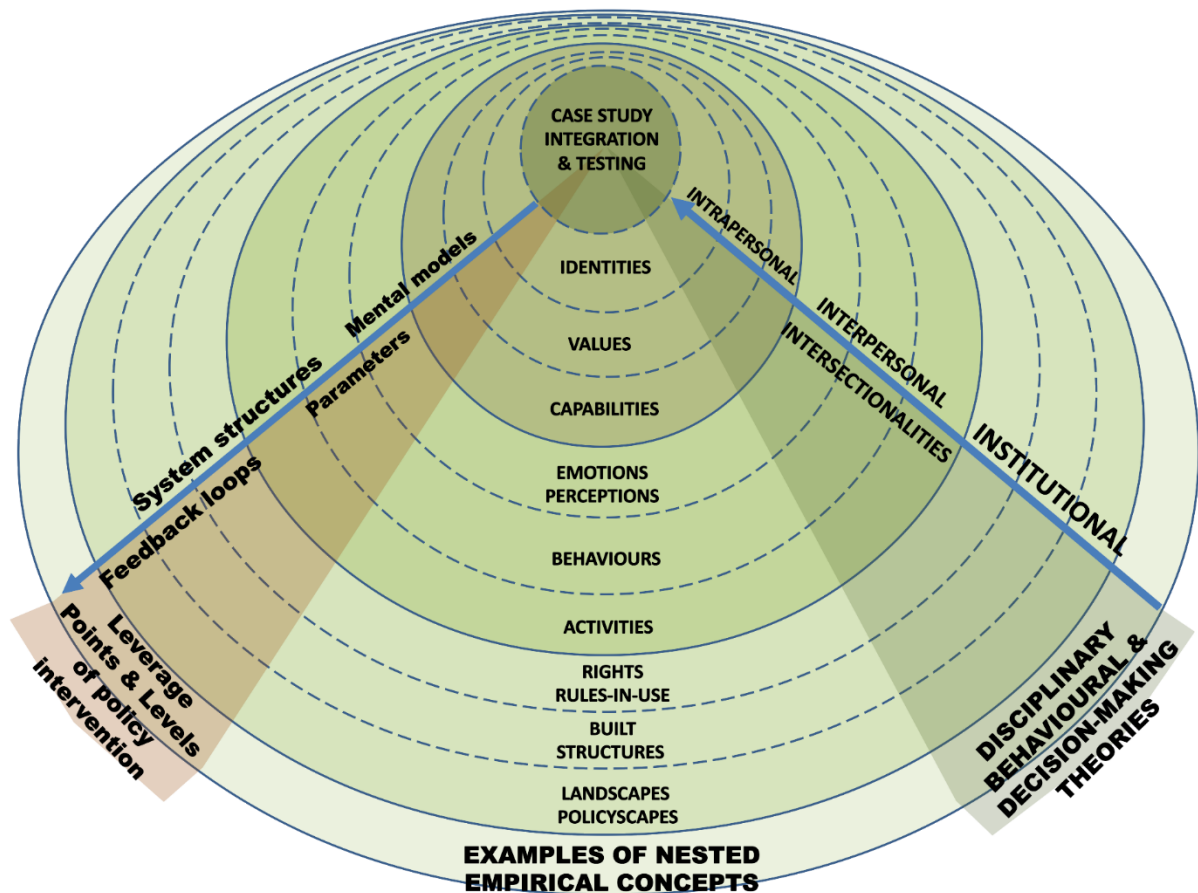 CASE STUDY
INTEGRATION
& TESTING
IDENTITIES
VALUES
CAPABILITIES
EMOTIONS
PERCEPTIONS
BEHAVIOURS
ACTIVITIES
RIGHTS
RULES-IN-USE
BUILT
STRUCTURES
LANDSCAPES
POLICYSCAPES
EXAMPLES OF NESTED
EMPIRICAL CONCEPTS
Mental models
Parameters
System structures
Feedback loops
Leverage
Points & Levels
of policy
intervention
INTRAPERSONAL
INTERPERSONAL
INTERSECTIONALITIES
INSTITUTIONAL
DISCIPLINARY
BEHAVIOURAL &
DECISION-MAKING
THEORIES